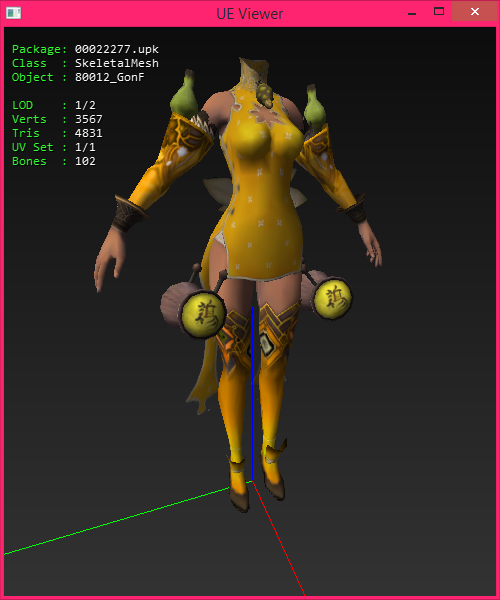 UE Viewer
Package: 00022277.upk
Class  : SkeletalMesh
Object : 80012_GonF
LOD    : 1/2
Verts  : 3567
Tris   : 4831
UV Set : 1/1
Bones  : 102